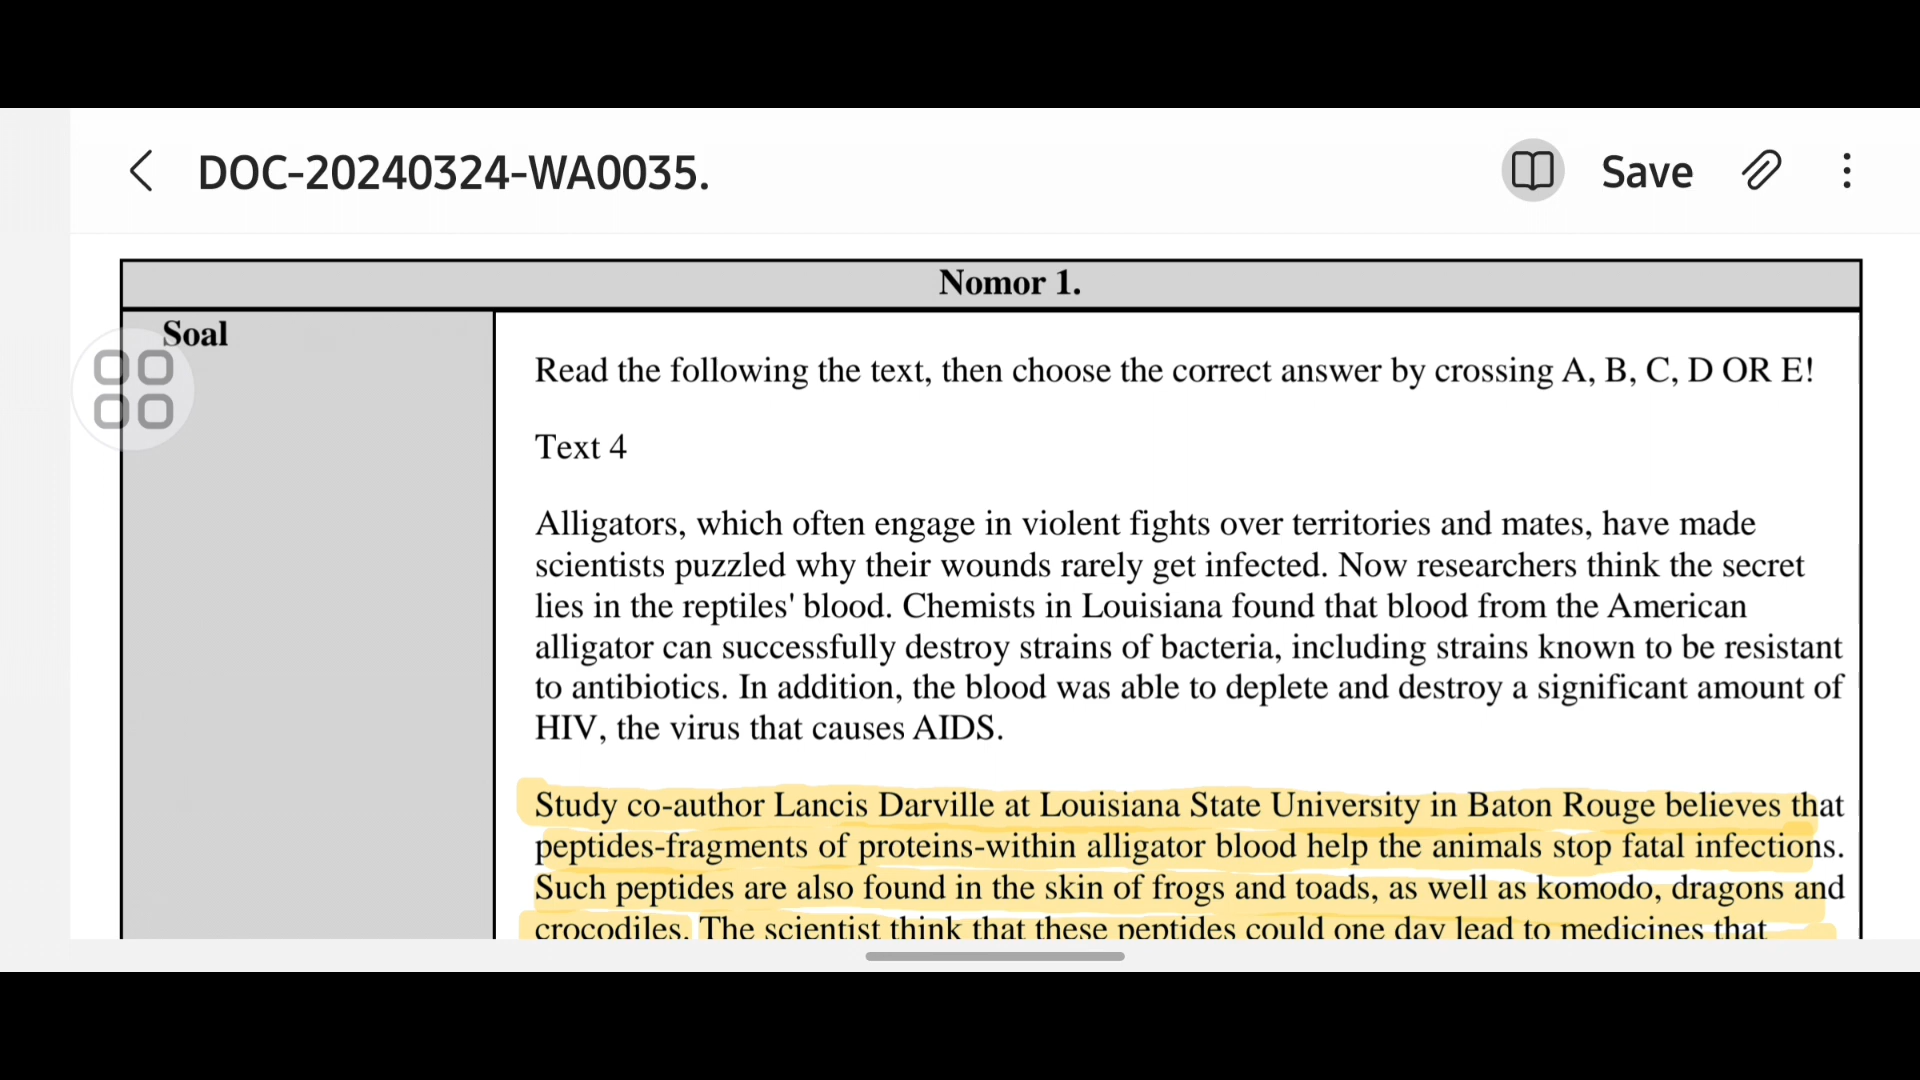 DOC-20240324-WA0035.
Save
Nomor 1.
Soal
Read the following the text, then choose the correct answer by crossing A, B, C, D OR E!
Text 4
Alligators, which often engage in violent fights over territories and mates, have made
scientists puzzled why their wounds rarely get infected. Now researchers think the secret
lies in the reptiles' blood. Chemists in Louisiana found that blood from the American
alligator can successfully destroy strains of bacteria, including strains known to be resistant
to antibiotics. In addition, the blood was able to deplete and destroy a significant amount of
HIV, the virus that causes AIDS.
Study co-author Lancis Darville at Louisiana State University in Baton Rouge believes that
peptides-fragments of proteins-within alligator blood help the animals stop fatal infections.
Such peptides are also found in the skin of frogs and toads, as well as komodo, dragons and
crocodiles. The scientist think that these peptides could one day lead to medicines that